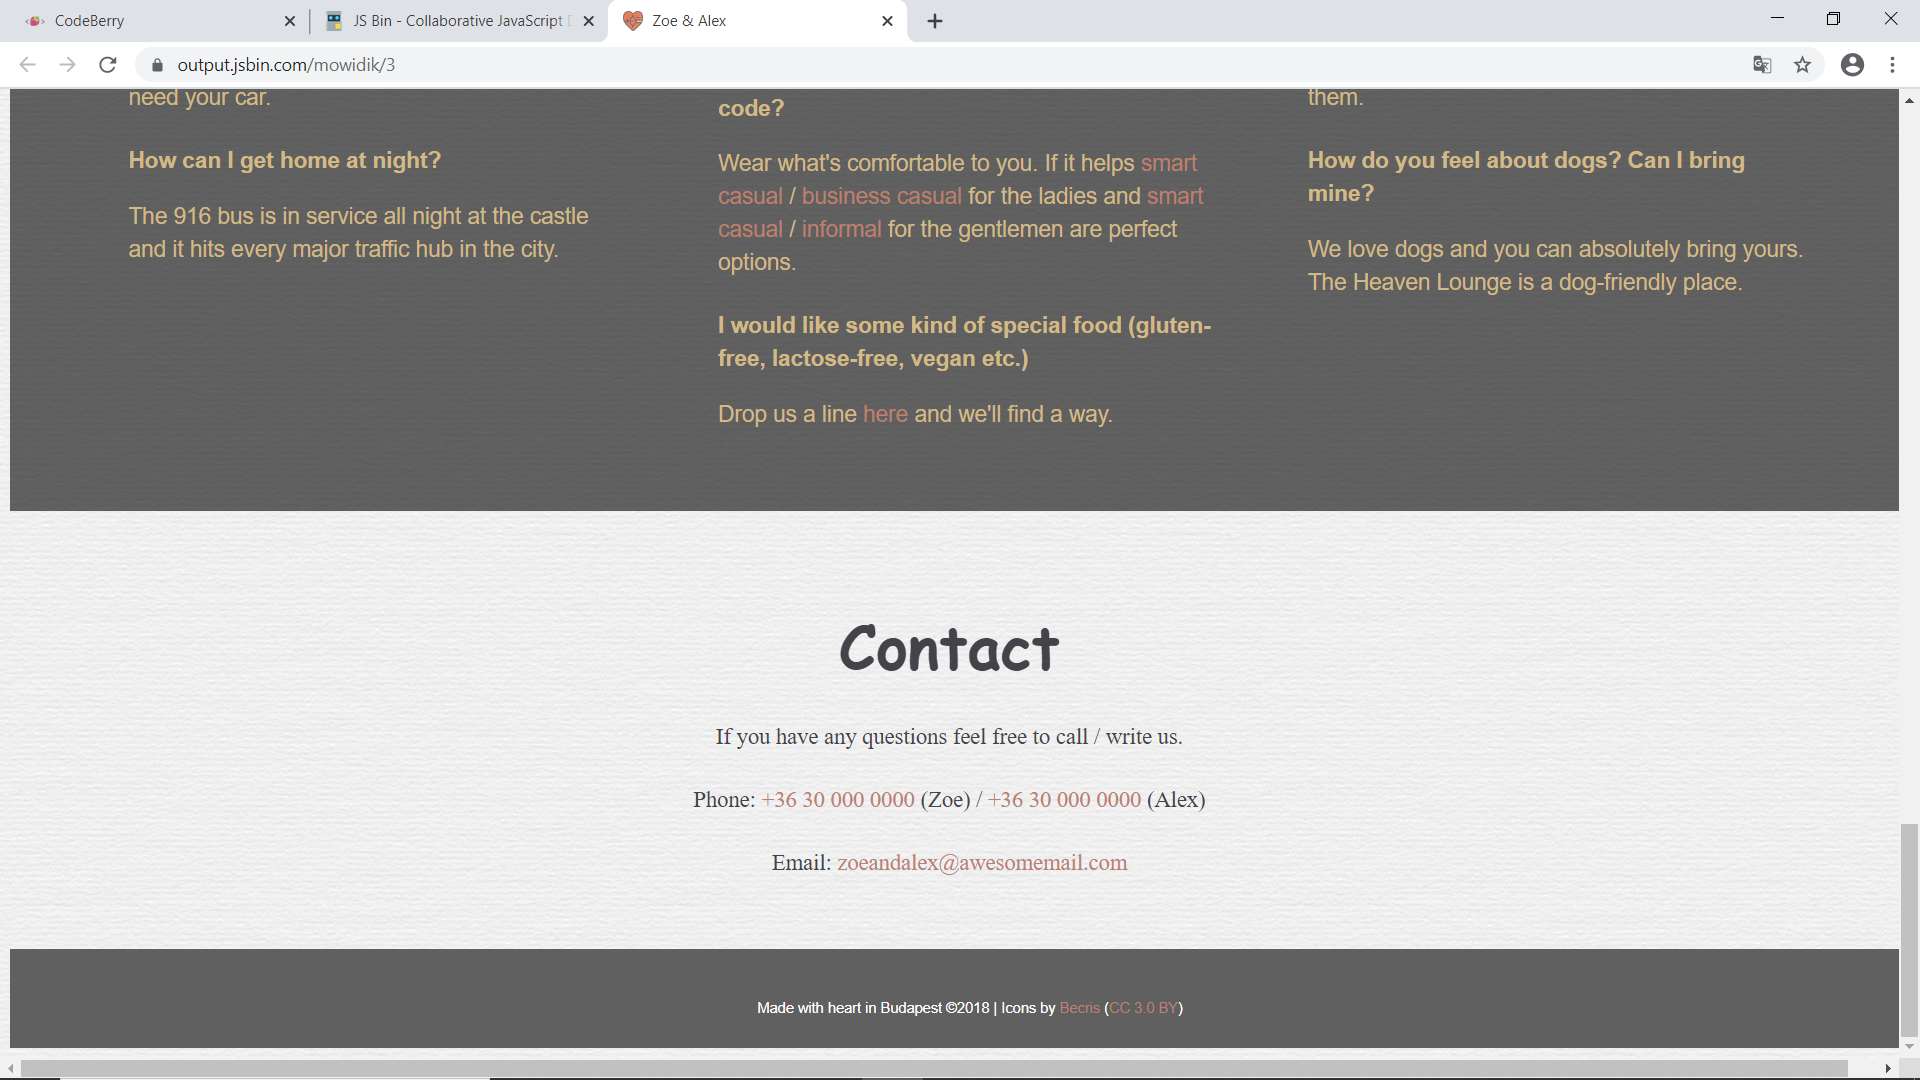 CodeBerry
JS Bin - Collaborative JavaScript
Zoe & Alex
output.jsbin.com/mowidik/3
need your car.
How can I get home at night?
The 916 bus is in service all night at the castle
and it hits every major traffic hub in the city.
code?
Wear what's comfortable to you. If it helps smart
casual / business casual for the ladies and smart
casual / informal for the gentlemen are perfect
options.
I would like some kind of special food (gluten-
free, lactose-free, vegan etc.)
Drop us a line here and we'll find a way.
them.
How do you feel about dogs? Can I bring
mine?
We love dogs and you can absolutely bring yours.
The Heaven Lounge is a dog-friendly place.
Contact
If you have any questions feel free to call / write us.
Phone: +36 30 000 0000 (Zoe) / +36 30 000 0000 (Alex)
Email: zoeandalex@awesomemail.com
Made with heart in Budapest ©2018 | Icons by Becris (CC 3.0 BY)